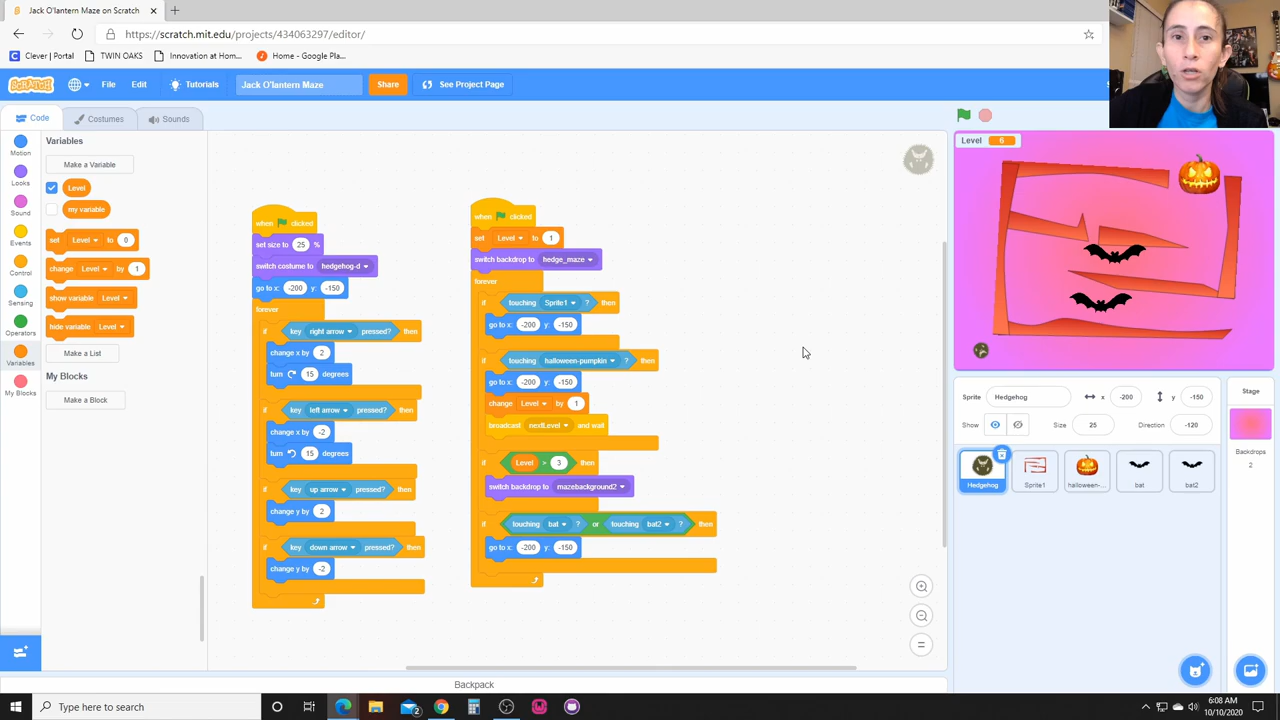 Jack O'lantern Maze on Scratch
https://scratch.mit.edu/projects/434063297/editor/
Clever | Portal
TWIN OAKS
Innovation at Hom...
Home - Google Pla...
SCRATCH
File
Edit
Tutorials
Jack O'lantern Maze
Share
See Project Page
Code
Costumes
Sounds
Motion
Looks
Sound
Events
Control
Sensing
Operators
Variables
My Blocks
Variables
Make a Variable
Level
my variable
set Level to 0
change Level by 1
show variable Level
hide variable Level
Make a List
My Blocks
Make a Block
when clicked
set size to 25 %
switch costume to hedgehog-d
go to x: -200 y: -150
forever
if key right arrow pressed? then
change x by 2
turn 15 degrees
if key left arrow pressed? then
change x by -2
turn 15 degrees
if key up arrow pressed? then
change y by 2
if key down arrow pressed? then
change y by -2
when clicked
set Level to 1
switch backdrop to hedge_maze
forever
if touching Sprite1 ? then
go to x: -200 y: -150
if touching halloween-pumpkin ? then
go to x: -200 y: -150
change Level by 1
broadcast nextLevel and wait
if Level > 3 then
switch backdrop to mazebackground2
if touching bat ? or touching bat2 ? then
go to x: -200 y: -150
Level 6
Sprite Hedgehog x -200 y -150
Show Size 25 Direction -120
Hedgehog
Sprite1
halloween-...
bat
bat2
Stage
Backdrops
2
Backpack
Type here to search
2
6:08 AM
10/10/2020